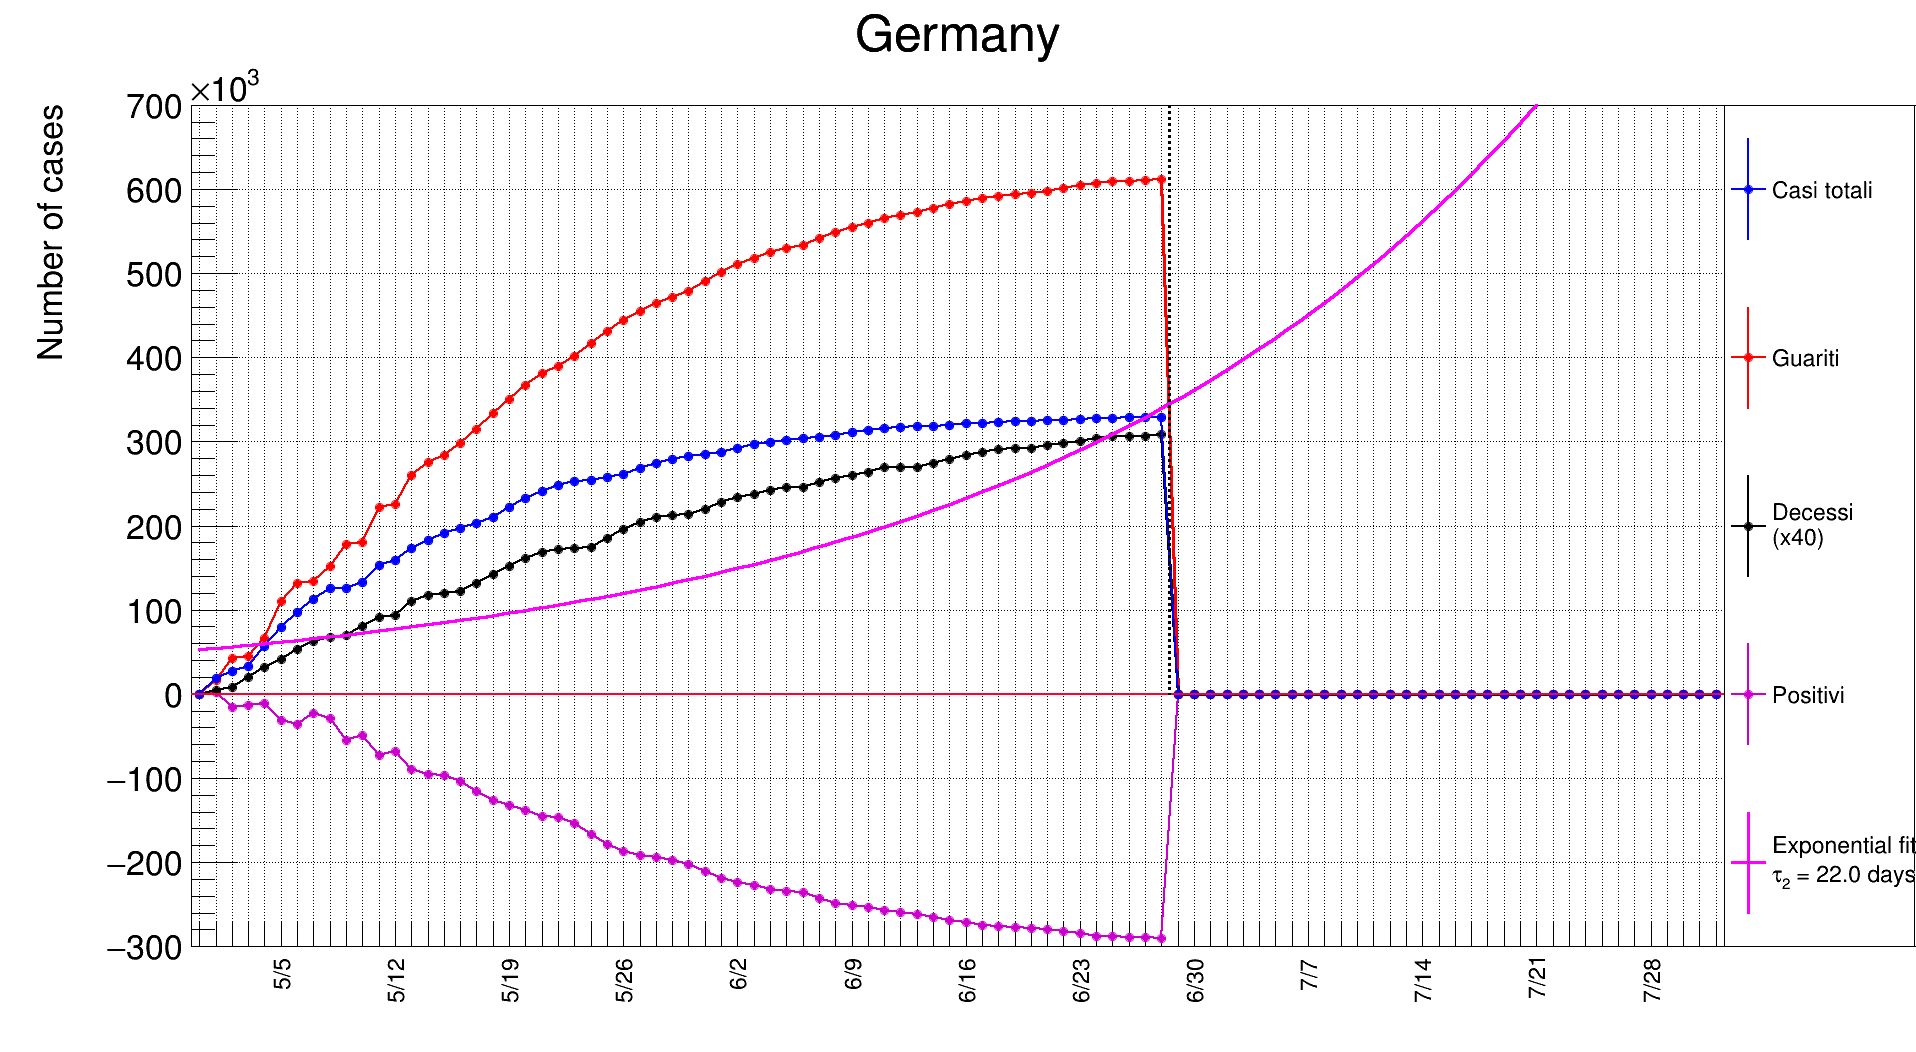 Germany
×10³
Number of cases
700
600
500
400
300
200
100
0
−100
−200
−300
5/5
5/12
5/19
5/26
6/2
6/9
6/16
6/23
6/30
7/7
7/14
7/21
7/28
Casi totali
Guariti
Decessi
(x40)
Positivi
Exponential fit
τ₂ = 22.0 days